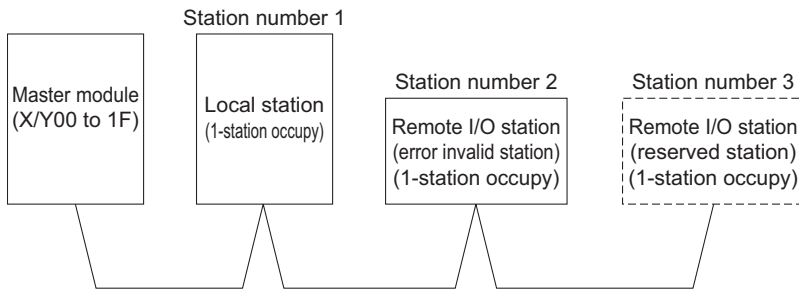 Station number 1
Master module
(X/Y00 to 1F)
Local station
(1-station occupy)
Station number 2
Remote I/O station
(error invalid station)
(1-station occupy)
Station number 3
Remote I/O station
(reserved station)
(1-station occupy)